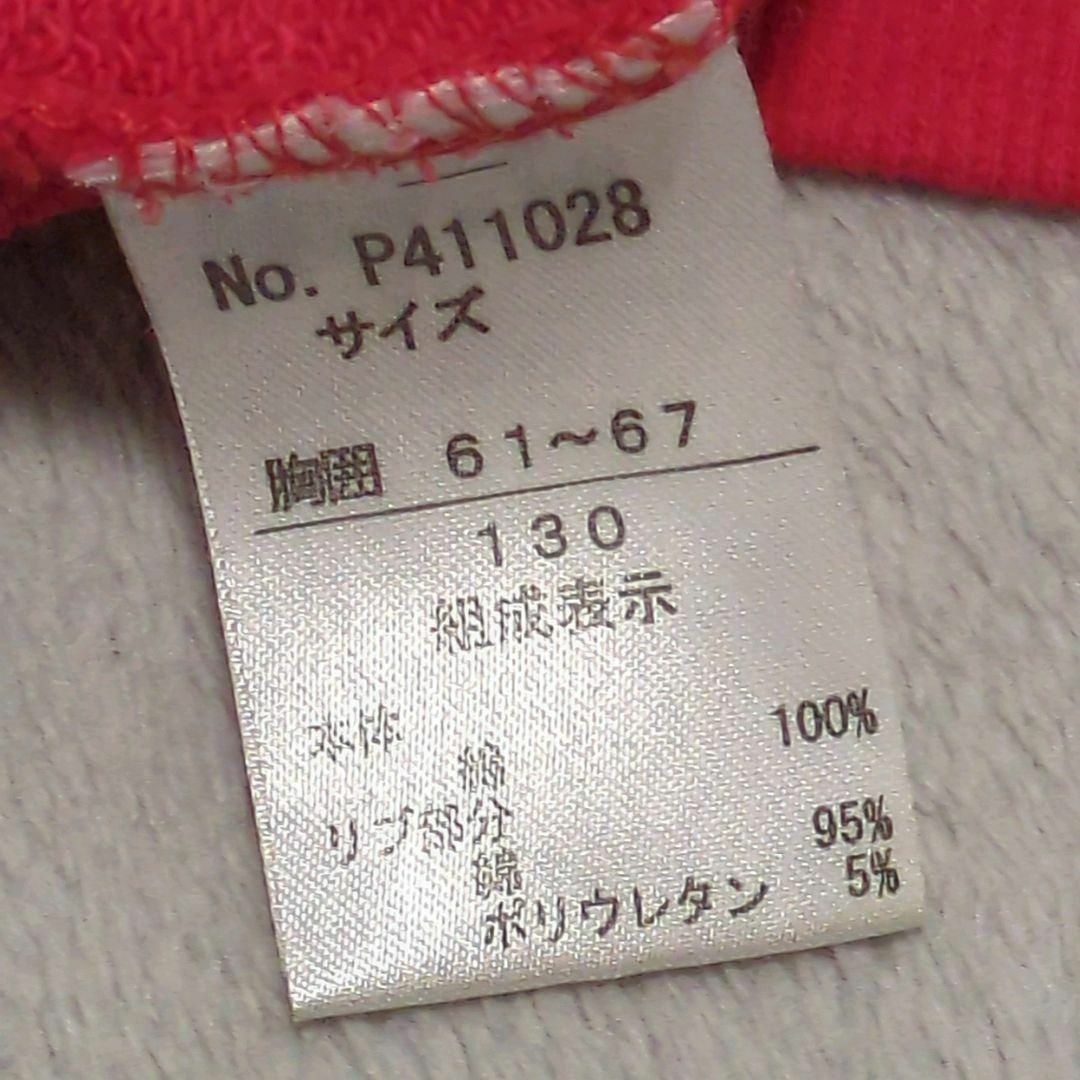 No. P411028
サイズ
胸囲 61~67
130
組成表示
本体
綿 100%
リブ部分
綿 95%
ポリウレタン 5%